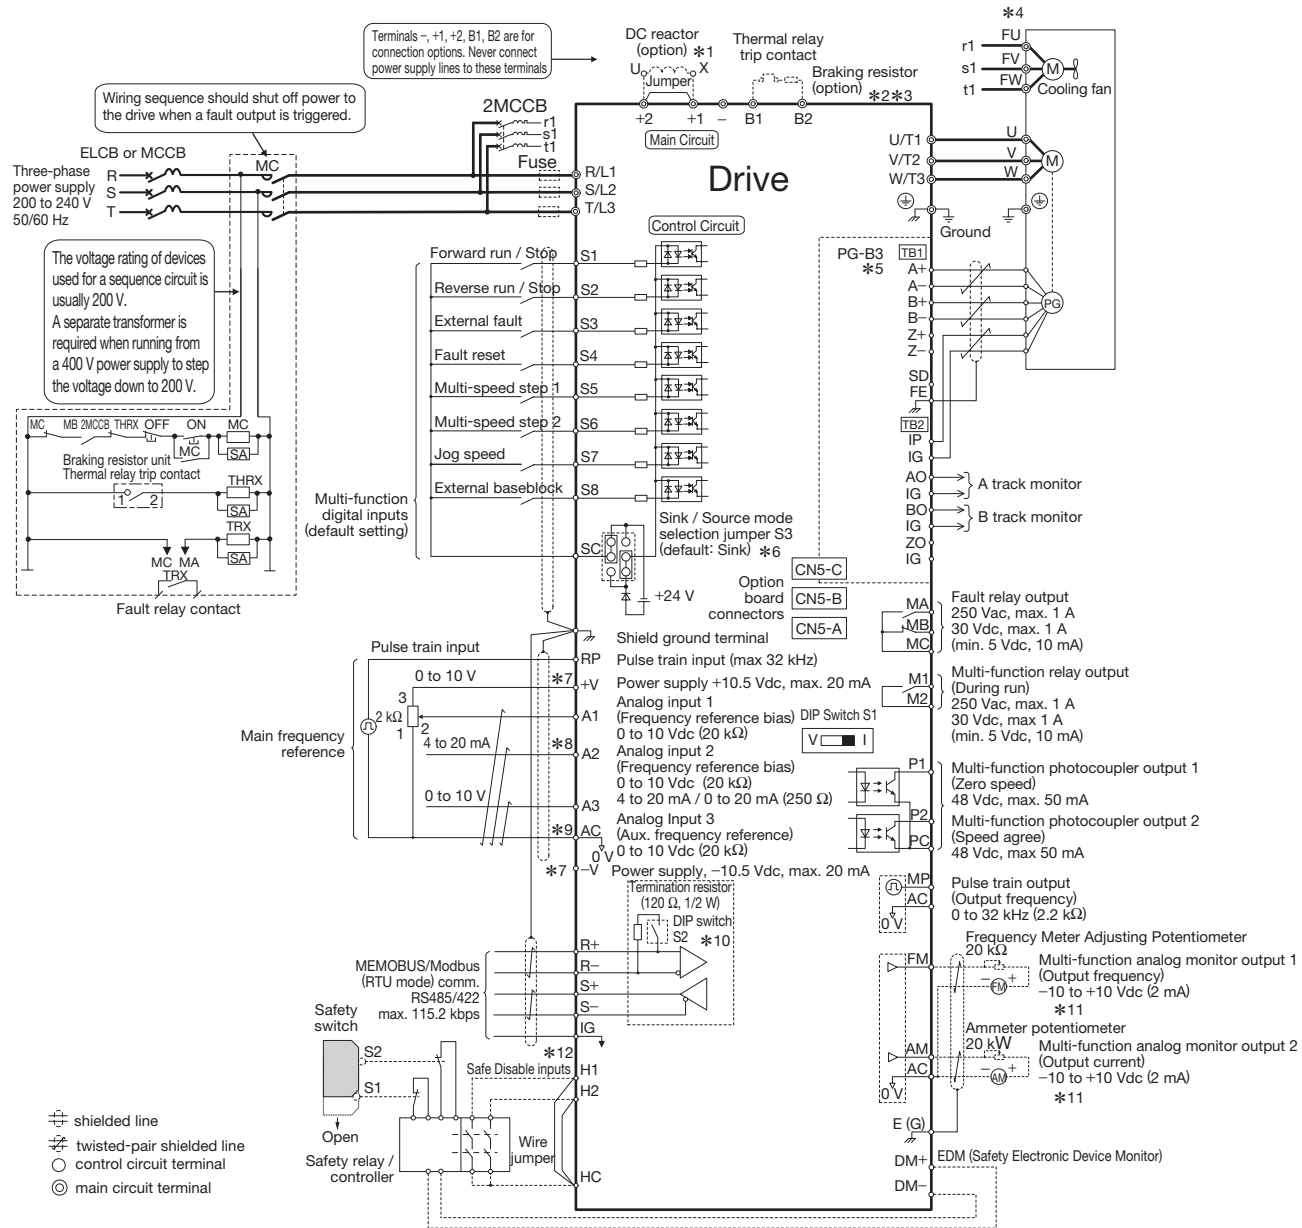 Terminals –, +1, +2, B1, B2 are for
connection options. Never connect
power supply lines to these terminals
DC reactor
(option) *1
U X
Jumper
Thermal relay
trip contact
Braking resistor
(option) *2*3
+2 +1 – B1 B2
Main Circuit
*4
FU
r1
FV
s1
FW
t1
M
Cooling fan
Wiring sequence should shut off power to
the drive when a fault output is triggered.
2MCCB
r1
s1
t1
Fuse
ELCB or MCCB
MC
Three-phase
power supply
200 to 240 V
50/60 Hz
R
S
T
R/L1
S/L2
T/L3
Drive
U/T1
V/T2
W/T3
U
V
W
M
Ground
Control Circuit
The voltage rating of devices
used for a sequence circuit is
usually 200 V.
A separate transformer is
required when running from
a 400 V power supply to step
the voltage down to 200 V.
MC MB 2MCCB THRX OFF ON MC
MC
SA
Braking resistor unit
Thermal relay trip contact
1 2
THRX
SA
TRX
SA
MC MA
TRX
Fault relay contact
Forward run / Stop S1
Reverse run / Stop S2
External fault S3
Fault reset S4
Multi-speed step 1 S5
Multi-speed step 2 S6
Jog speed S7
External baseblock S8
Multi-function
digital inputs
(default setting)
SC
Sink / Source mode
selection jumper S3
(default: Sink) *6
+24 V
Option
board
connectors
CN5-C
CN5-B
CN5-A
PG-B3
*5
TB1
A+
A–
B+
B–
Z+
Z–
PG
SD
FE
TB2
IP
IG
AO
IG
BO
IG
ZO
IG
A track monitor
B track monitor
MA
MB
MC
Fault relay output
250 Vac, max. 1 A
30 Vdc, max. 1 A
(min. 5 Vdc, 10 mA)
M1
M2
Multi-function relay output
(During run)
250 Vac, max. 1 A
30 Vdc, max 1 A
(min. 5 Vdc, 10 mA)
Shield ground terminal
Pulse train input
RP
Pulse train input (max 32 kHz)
0 to 10 V
*7 +V
Power supply +10.5 Vdc, max. 20 mA
3
2 kΩ
1 2
A1
Analog input 1
(Frequency reference bias)
0 to 10 Vdc (20 kΩ)
DIP Switch S1
V I
Main frequency
reference
4 to 20 mA
*8
A2
Analog input 2
(Frequency reference bias)
0 to 10 Vdc (20 kΩ)
4 to 20 mA / 0 to 20 mA (250 Ω)
0 to 10 V
A3
Analog Input 3
(Aux. frequency reference)
0 to 10 Vdc (20 kΩ)
*9 AC
0 V
*7 –V
Power supply, –10.5 Vdc, max. 20 mA
P1
Multi-function photocoupler output 1
(Zero speed)
48 Vdc, max. 50 mA
P2
PC
Multi-function photocoupler output 2
(Speed agree)
48 Vdc, max 50 mA
MP
AC
0 V
Pulse train output
(Output frequency)
0 to 32 kHz (2.2 kΩ)
Termination resistor
(120 Ω, 1/2 W)
DIP switch
S2 *10
R+
R–
S+
S–
IG
MEMOBUS/Modbus
(RTU mode) comm.
RS485/422
max. 115.2 kbps
Frequency Meter Adjusting Potentiometer
20 kΩ
FM
– FM +
Multi-function analog monitor output 1
(Output frequency)
–10 to +10 Vdc (2 mA)
*11
Ammeter potentiometer
20 kW
AM
AC
0 V
– AM +
Multi-function analog monitor output 2
(Output current)
–10 to +10 Vdc (2 mA)
*11
E (G)
Safety
switch
S2
S1
Open
Safety relay /
controller
*12
Safe Disable inputs
H1
H2
Wire
jumper
HC
DM+
DM–
EDM (Safety Electronic Device Monitor)
shielded line
twisted-pair shielded line
control circuit terminal
main circuit terminal